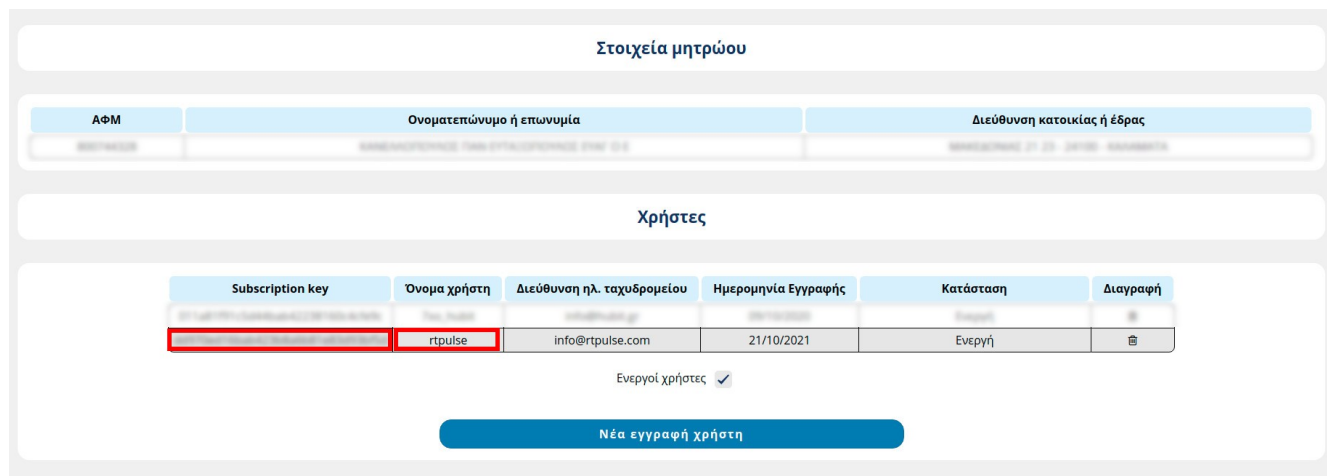 Στοιχεία μητρώου
ΑΦΜ Ονοματεπώνυμο ή επωνυμία Διεύθυνση κατοικίας ή έδρας
Χρήστες
Subscription key Όνομα χρήστη Διεύθυνση ηλ. ταχυδρομείου Ημερομηνία Εγγραφής Κατάσταση Διαγραφή
rtpulse info@rtpulse.com 21/10/2021 Ενεργή
Ενεργοί χρήστες
Νέα εγγραφή χρήστη